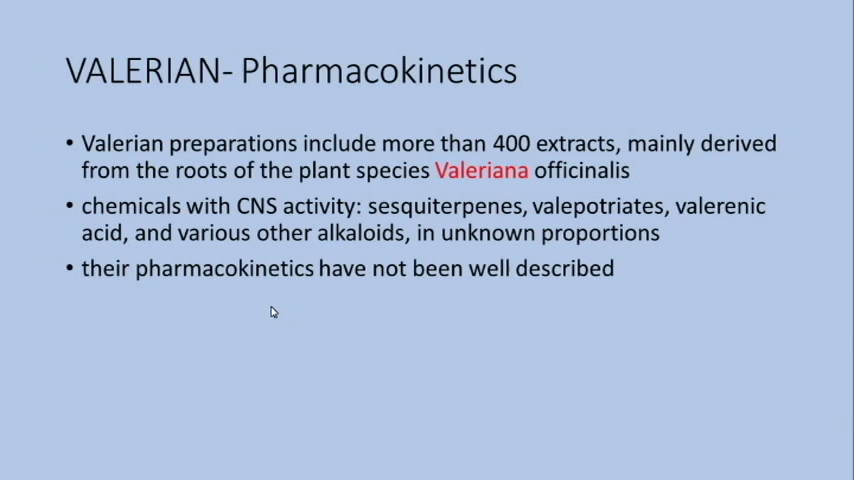 VALERIAN- Pharmacokinetics
• Valerian preparations include more than 400 extracts, mainly derived
from the roots of the plant species Valeriana officinalis
• chemicals with CNS activity: sesquiterpenes, valepotriates, valerenic
acid, and various other alkaloids, in unknown proportions
• their pharmacokinetics have not been well described